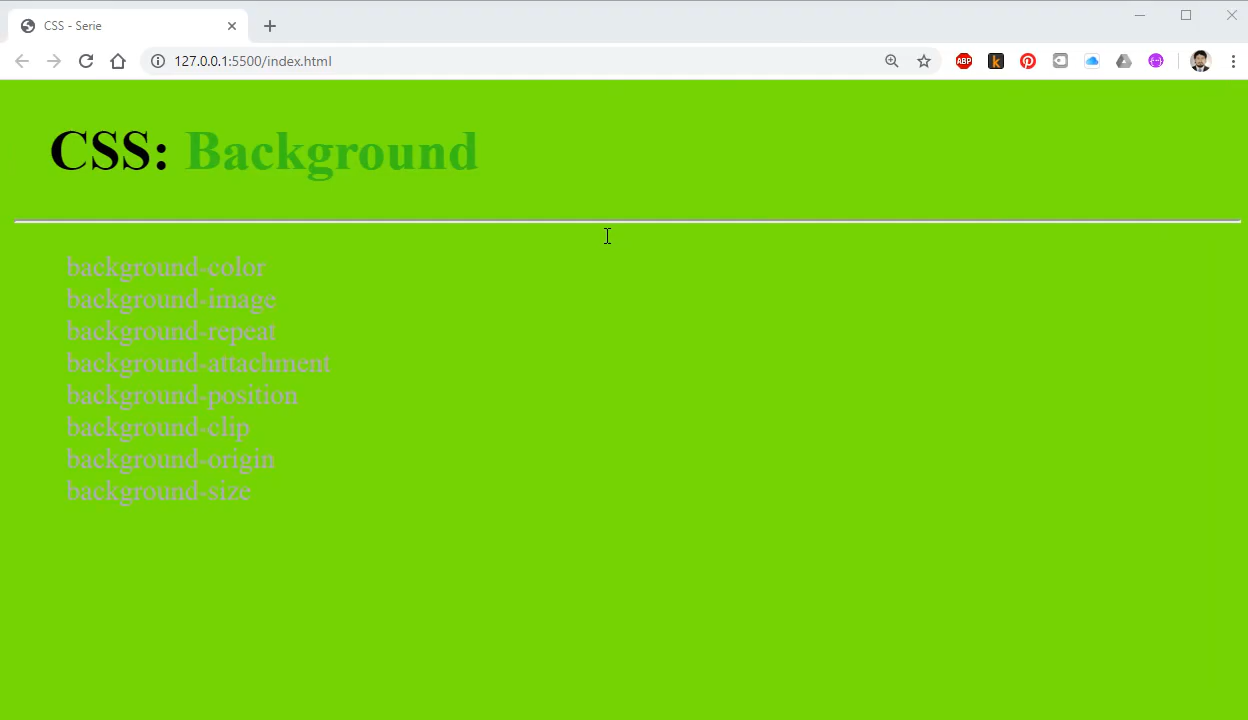 CSS - Serie
127.0.0.1:5500/index.html
ABP
k
CSS: Background
background-color
background-image
background-repeat
background-attachment
background-position
background-clip
background-origin
background-size